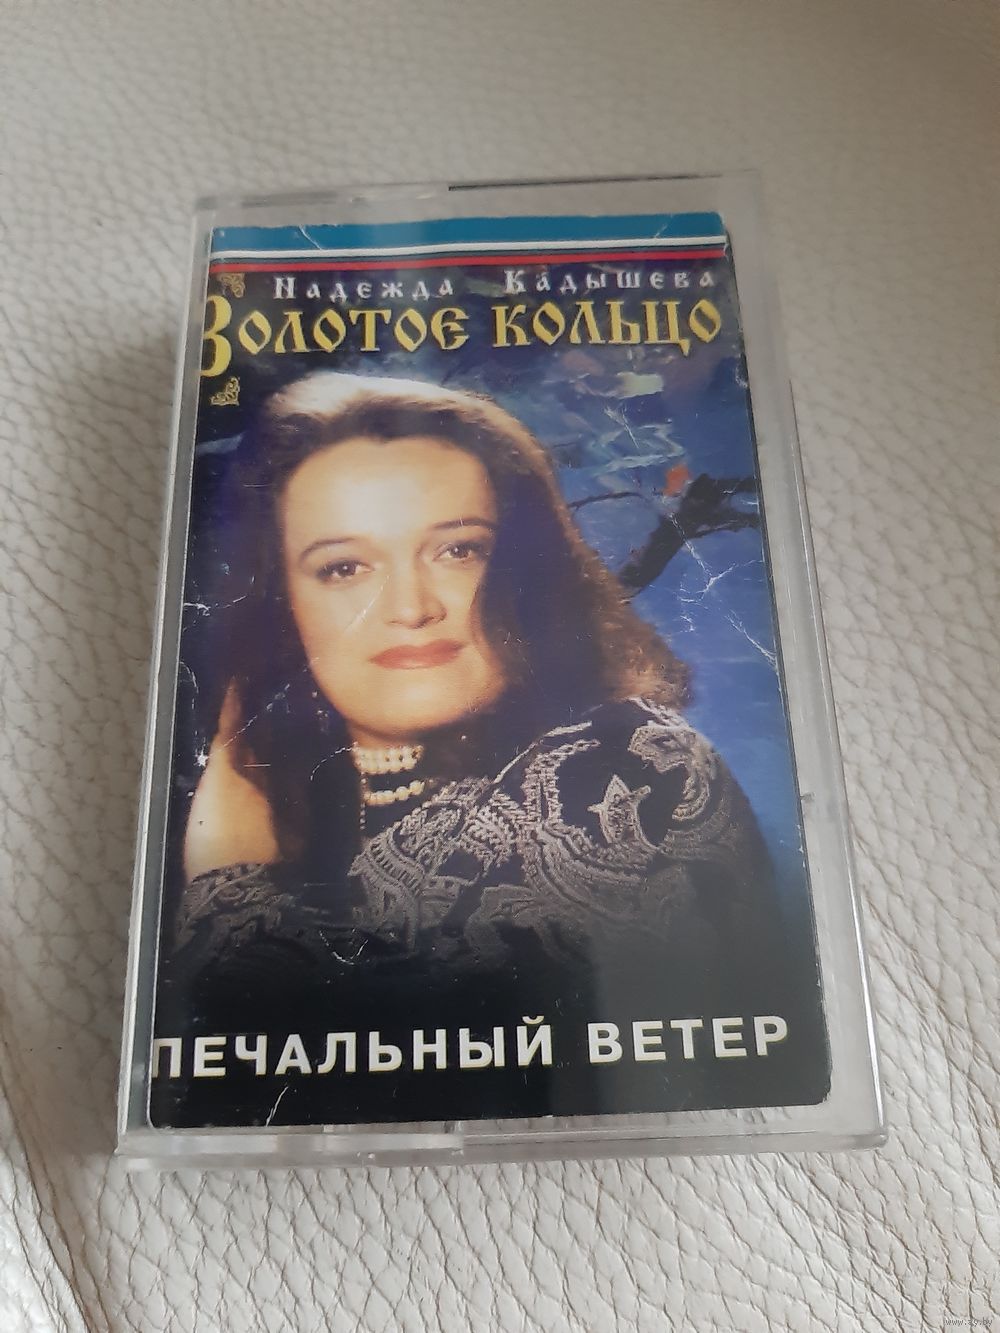 Надежда Кадышева
Золотое кольцо
ПЕЧАЛЬНЫЙ ВЕТЕР